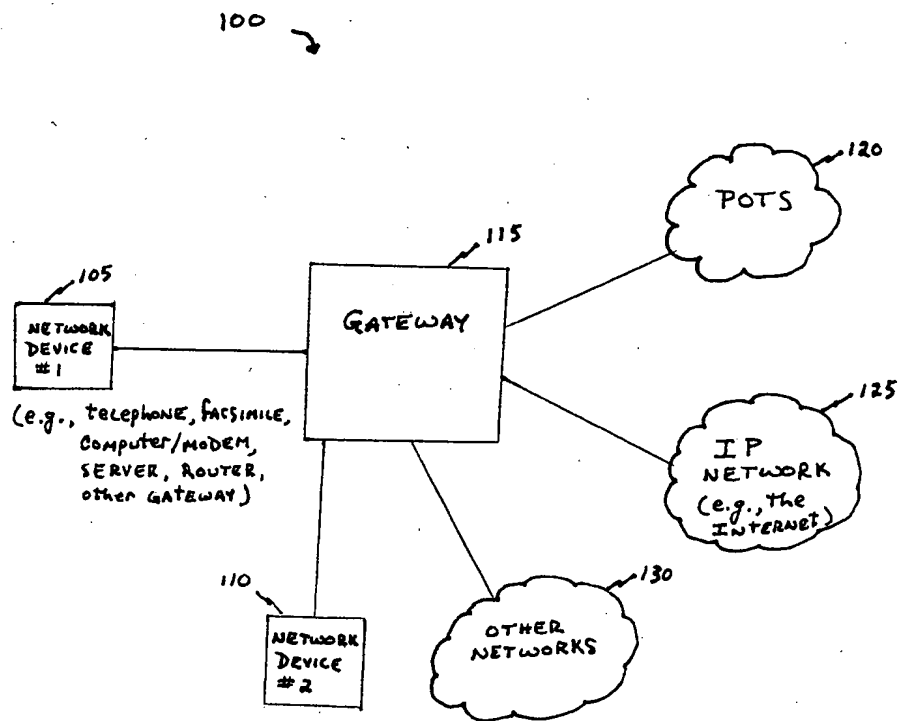 100
120
POTS
115
105
GATEWAY
NETWORK
DEVICE
#1
(e.g., TELEPHONE, FACSIMILE,
COMPUTER/MODEM,
SERVER, ROUTER,
other GATEWAY)
125
IP
NETWORK
(e.g., the
INTERNET)
110
NETWORK
DEVICE
#2
130
OTHER
NETWORKS